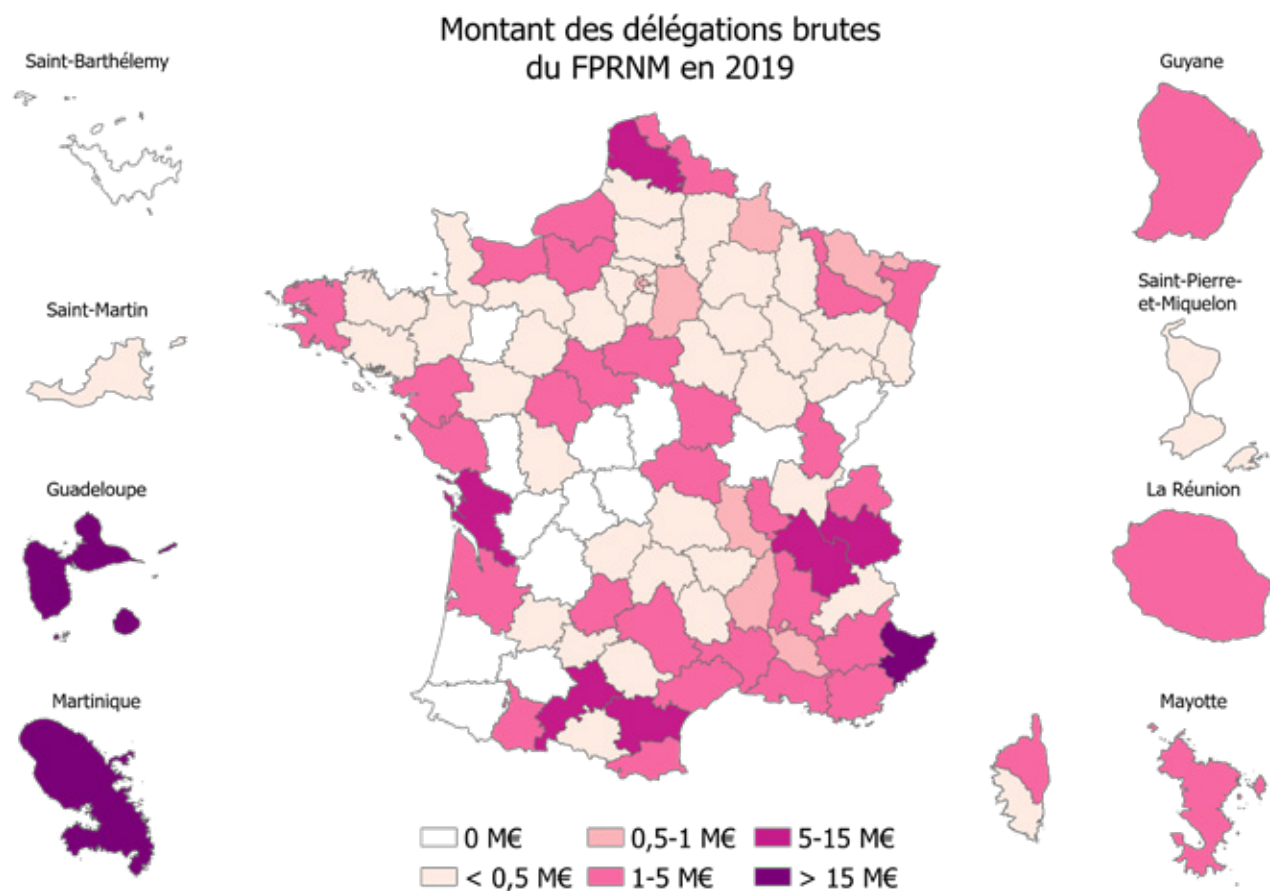 Montant des délégations brutes
du FPRNM en 2019
Saint-Barthélemy
Saint-Martin
Guadeloupe
Martinique
Guyane
Saint-Pierre-
et-Miquelon
La Réunion
Mayotte
0 M€
0,5-1 M€
5-15 M€
< 0,5 M€
1-5 M€
> 15 M€